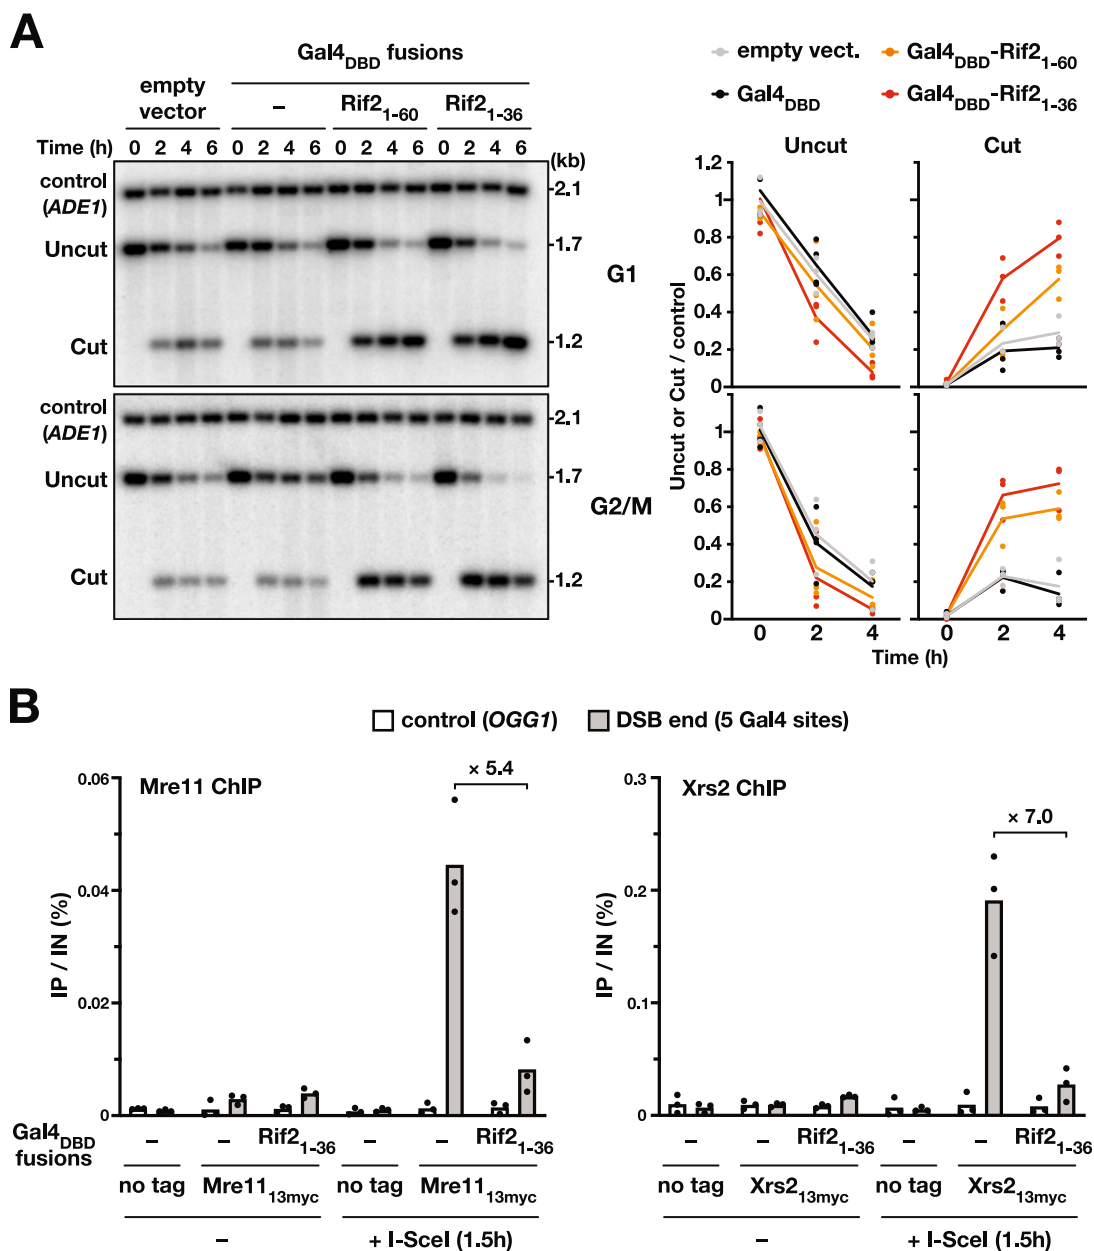 A
Gal4DBD fusions
empty vector
–
Rif21-60
Rif21-36
Time (h) 0 2 4 6 0 2 4 6 0 2 4 6 0 2 4 6
(kb)
control (ADE1)
2.1
Uncut
1.7
Cut
1.2
control (ADE1)
2.1
Uncut
1.7
Cut
1.2
empty vect.
Gal4DBD-Rif21-60
Gal4DBD
Gal4DBD-Rif21-36
Uncut
Cut
G1
G2/M
Uncut or Cut / control
1.2
1
0.8
0.6
0.4
0.2
0
1
0.8
0.6
0.4
0.2
0
0 2 4 0 2 4
Time (h)
B
control (OGG1)
DSB end (5 Gal4 sites)
Mre11 ChIP
× 5.4
IP / IN (%)
0.06
0.04
0.02
0
Gal4DBD fusions
– – Rif21-36 – – Rif21-36
no tag Mre1113myc no tag Mre1113myc
– + I-SceI (1.5h)
Xrs2 ChIP
× 7.0
IP / IN (%)
0.3
0.2
0.1
0
– – Rif21-36 – – Rif21-36
no tag Xrs213myc no tag Xrs213myc
– + I-SceI (1.5h)